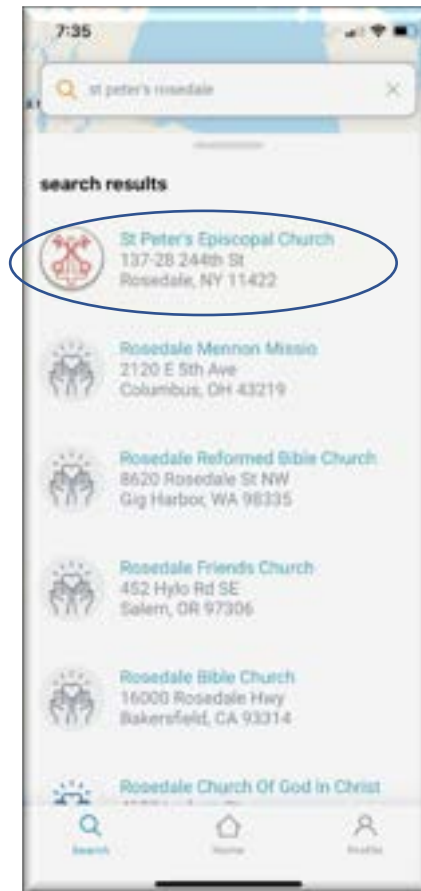 7:35
st peter's rosedale
search results
St Peter's Episcopal Church
137-28 244th St
Rosedale, NY 11422
Rosedale Mennon Missio
2120 E 5th Ave
Columbus, OH 43219
Rosedale Reformed Bible Church
8620 Rosedale St NW
Gig Harbor, WA 98335
Rosedale Friends Church
452 Hylo Rd SE
Salem, OR 97306
Rosedale Bible Church
16000 Rosedale Hwy
Bakersfield, CA 93314
Rosedale Church Of God In Christ
Search
Home
Profile